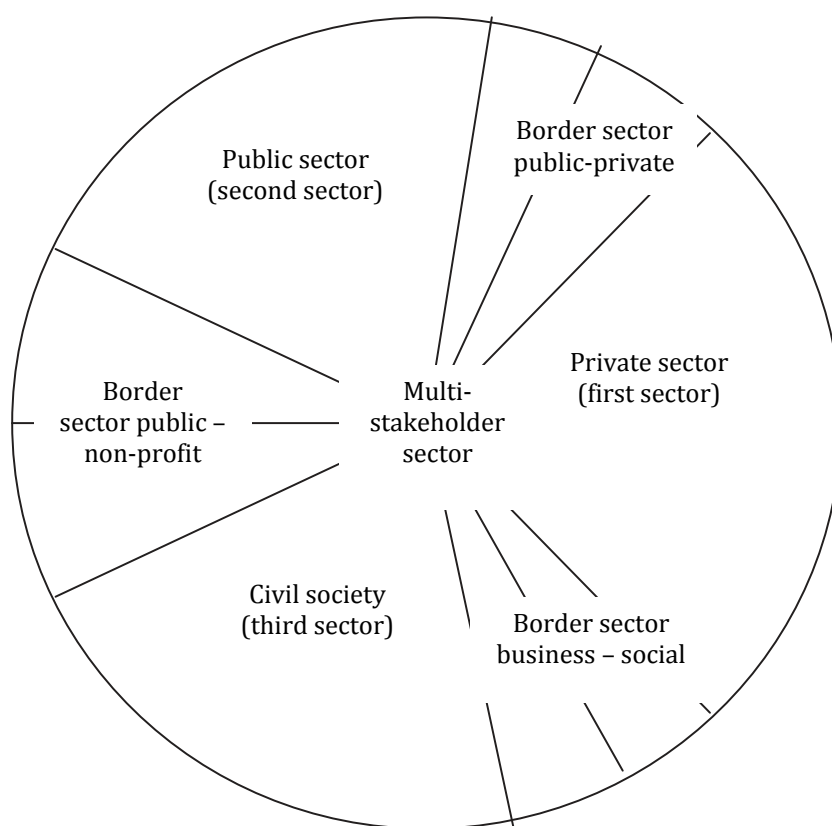 Border sector
public-private
Public sector
(second sector)
Private sector
(first sector)
Border
sector public –
non-profit
Multi-
stakeholder
sector
Civil society
(third sector)
Border sector
business – social